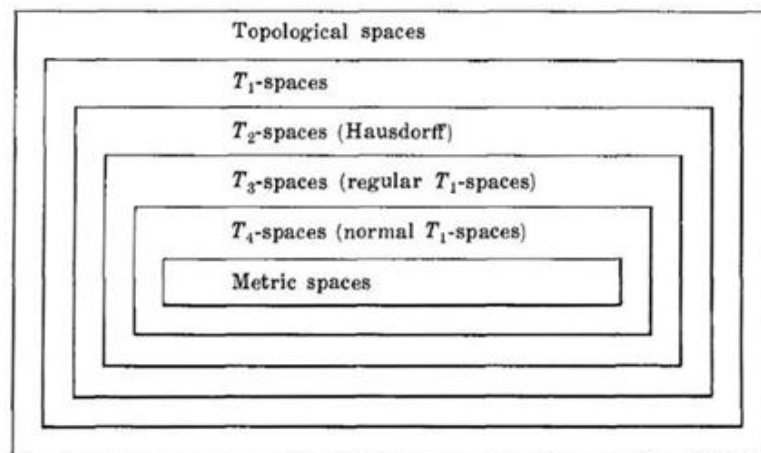 Topological spaces
T₁-spaces
T₂-spaces (Hausdorff)
T₃-spaces (regular T₁-spaces)
T₄-spaces (normal T₁-spaces)
Metric spaces